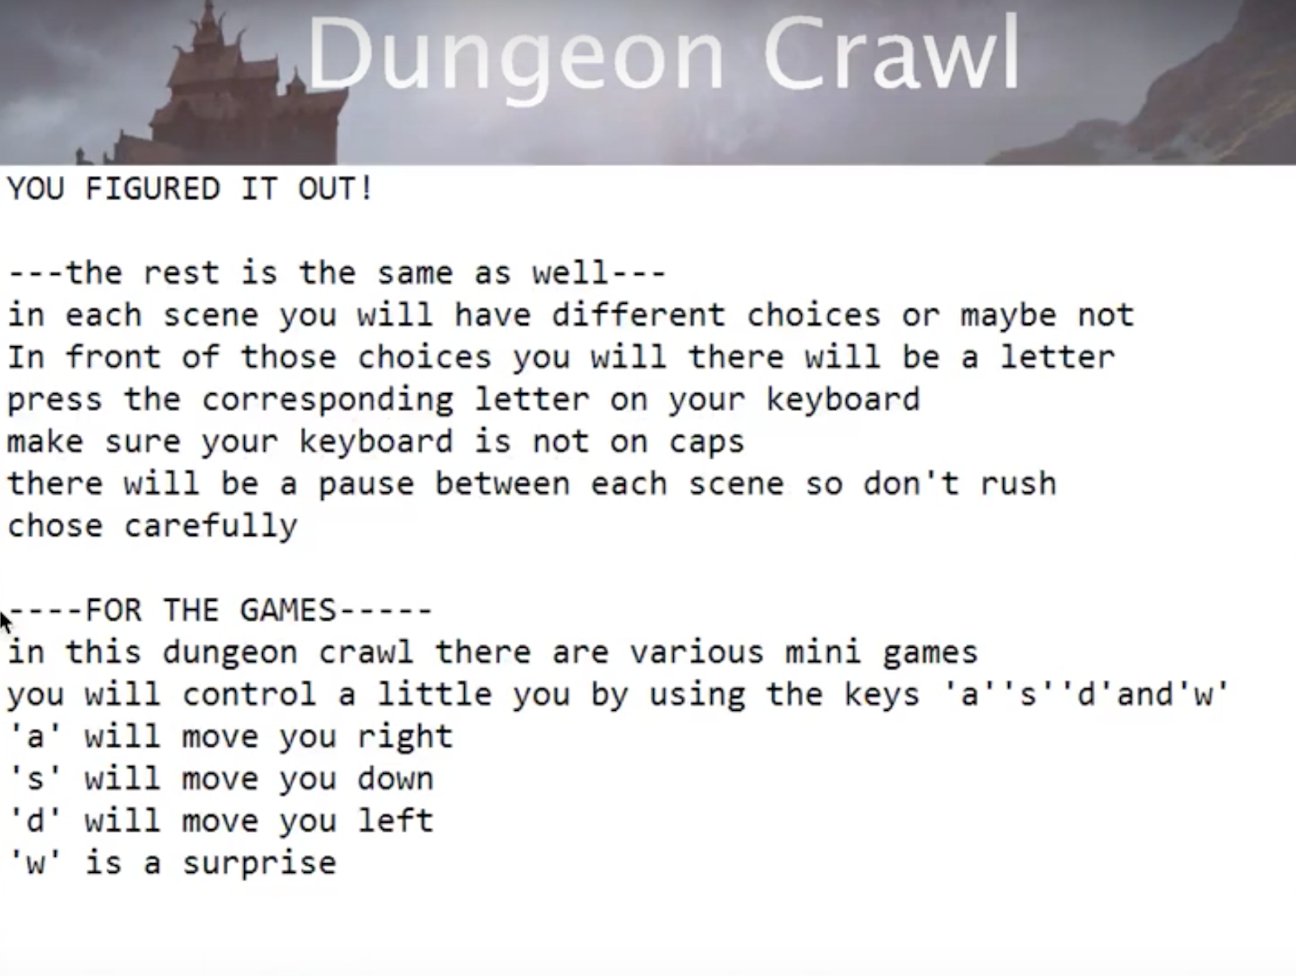 Dungeon Crawl
YOU FIGURED IT OUT!
---the rest is the same as well---
in each scene you will have different choices or maybe not
In front of those choices you will there will be a letter
press the corresponding letter on your keyboard
make sure your keyboard is not on caps
there will be a pause between each scene so don't rush
chose carefully
----FOR THE GAMES-----
in this dungeon crawl there are various mini games
you will control a little you by using the keys 'a''s''d'and'w'
'a' will move you right
's' will move you down
'd' will move you left
'w' is a surprise